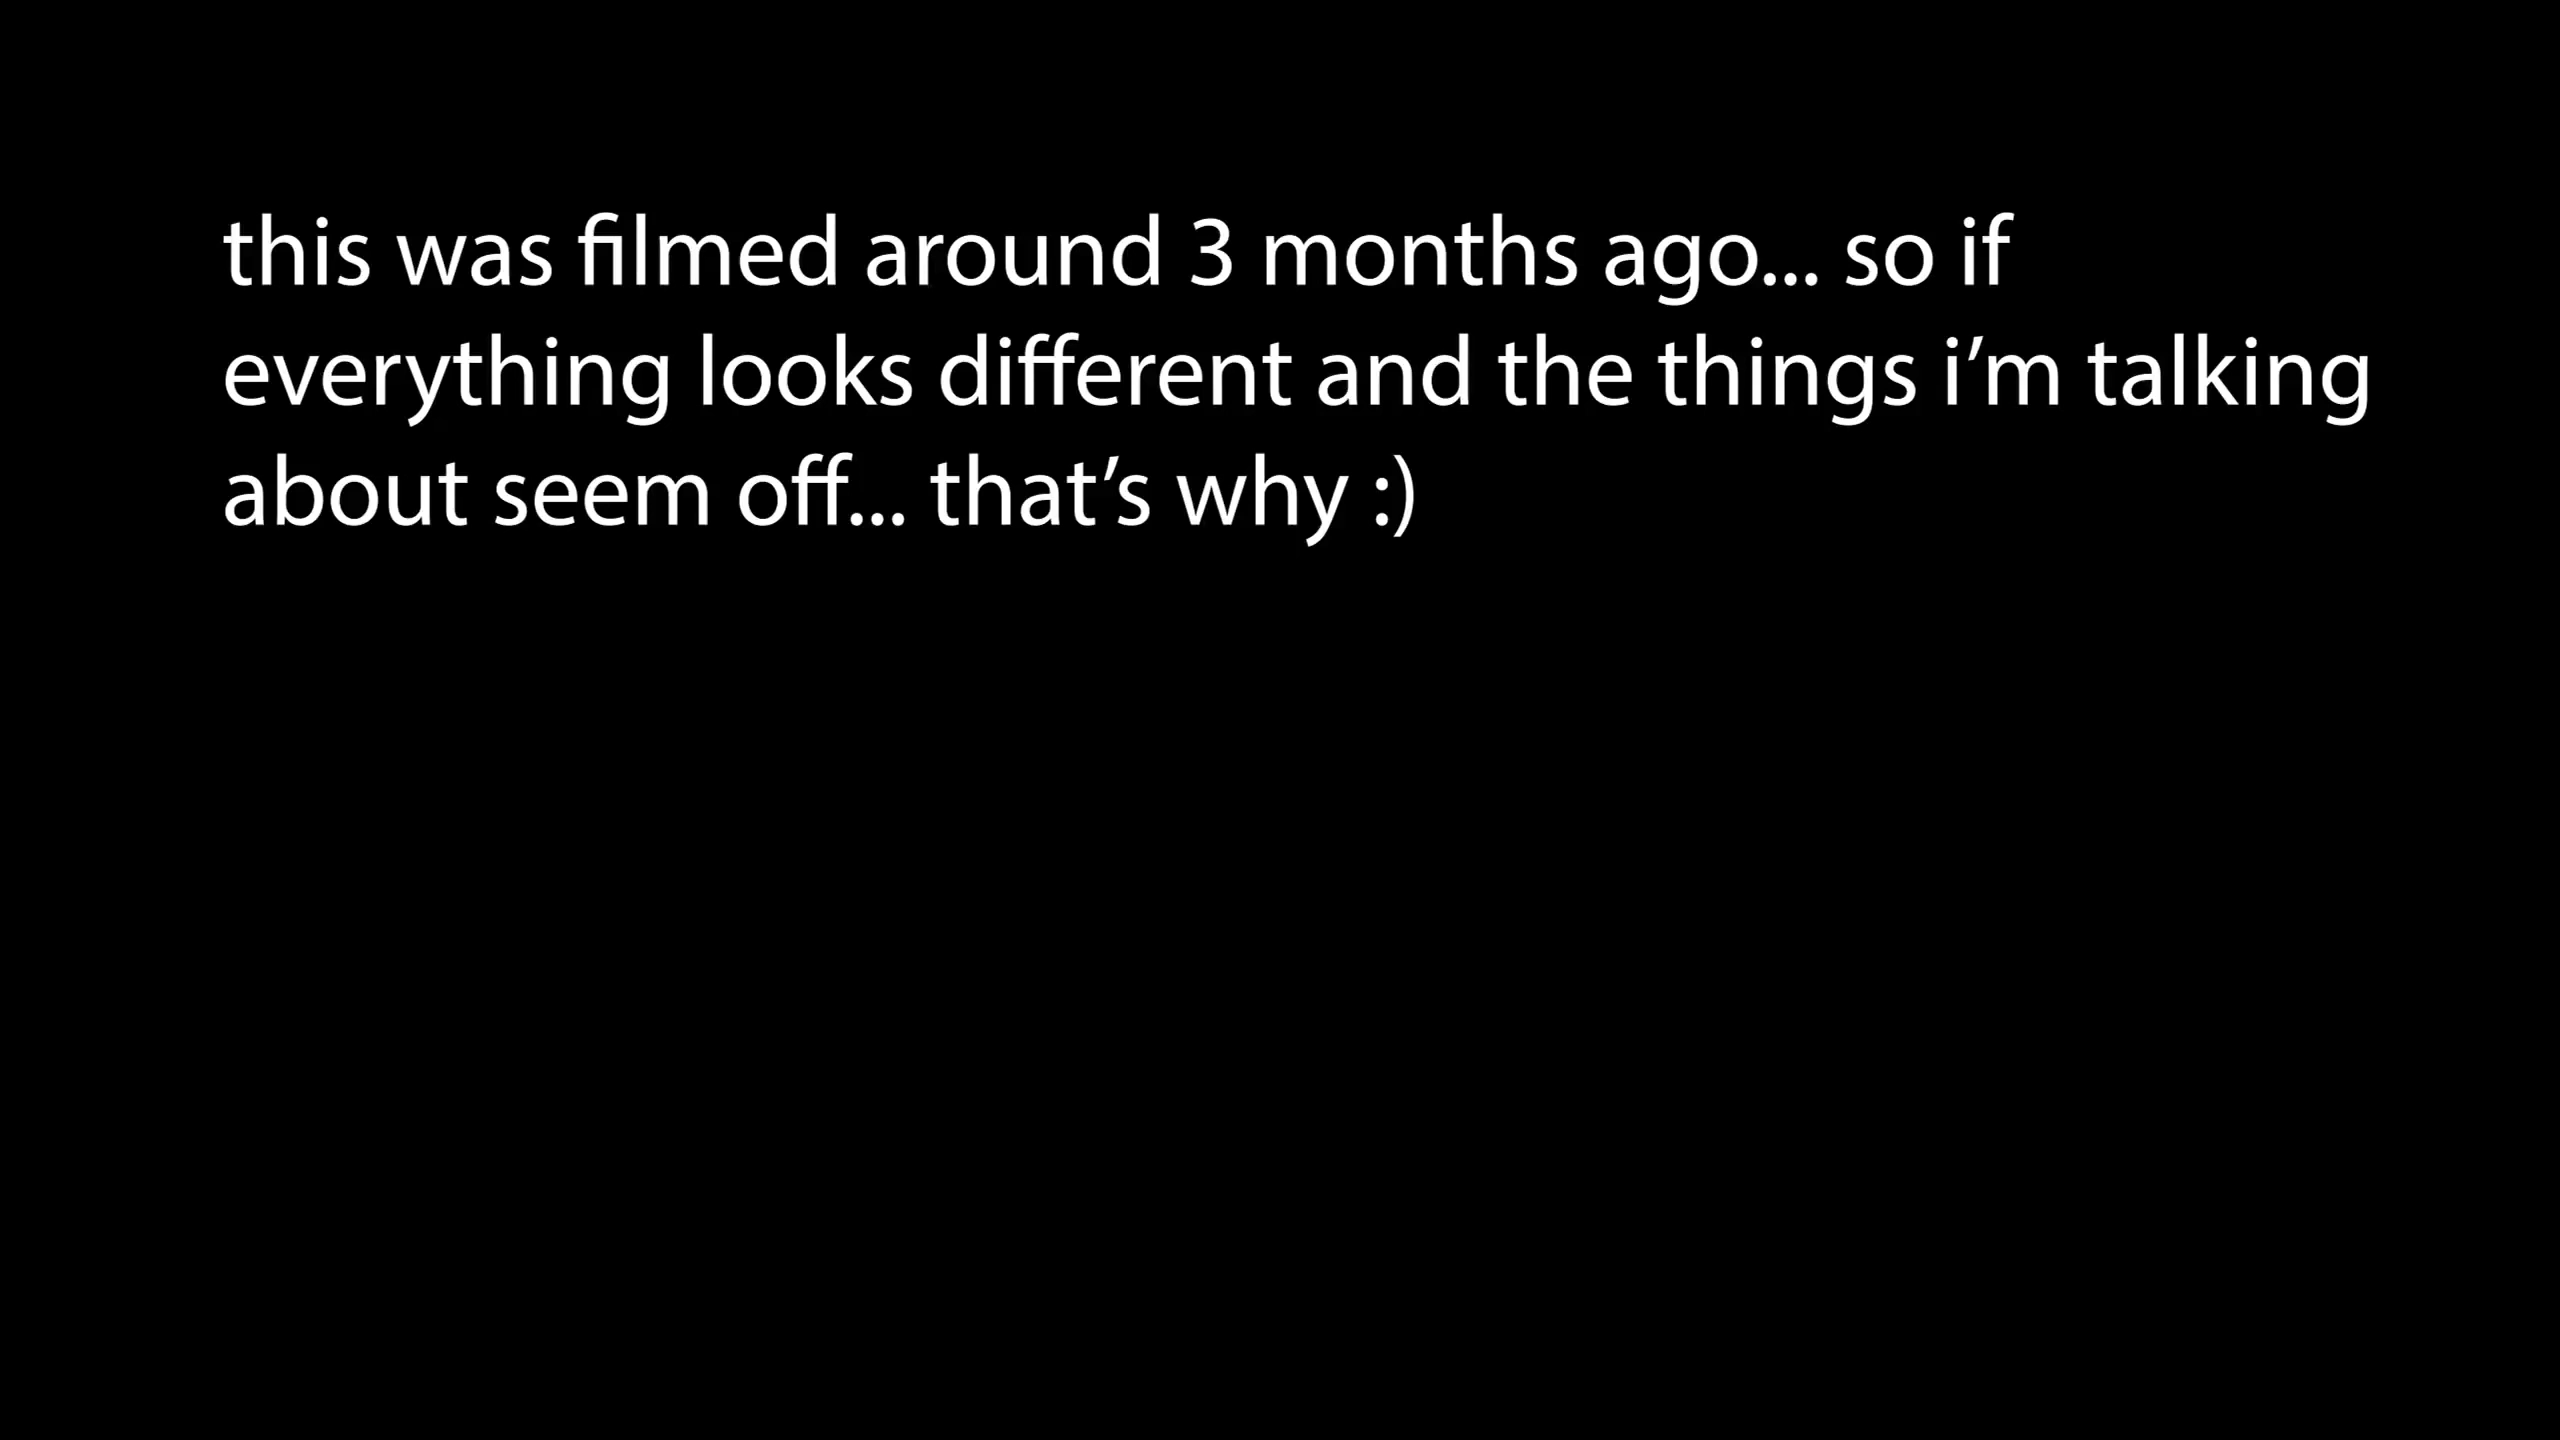 this was filmed around 3 months ago... so if
everything looks different and the things i’m talking
about seem off... that’s why :)